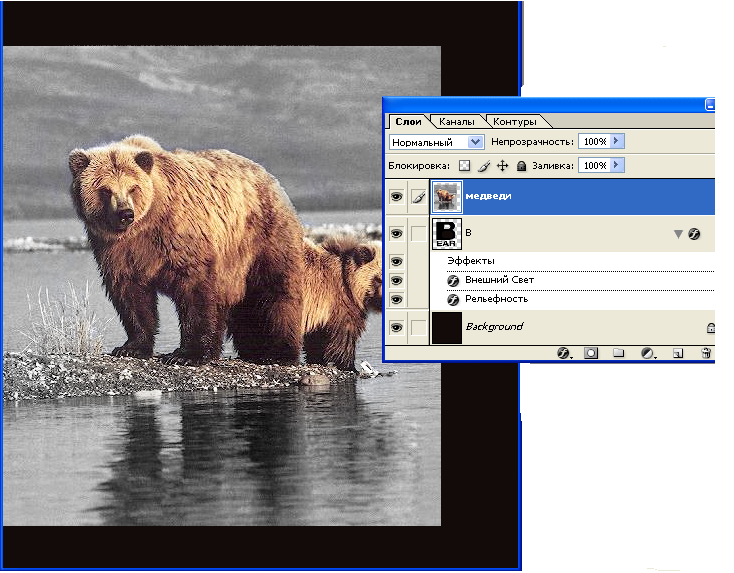 Слои Каналы Контуры
Нормальный Непрозрачность: 100%
Блокировка: Заливка: 100%
медведи
B
EAR
B
Эффекты
Внешний Свет
Рельефность
Background